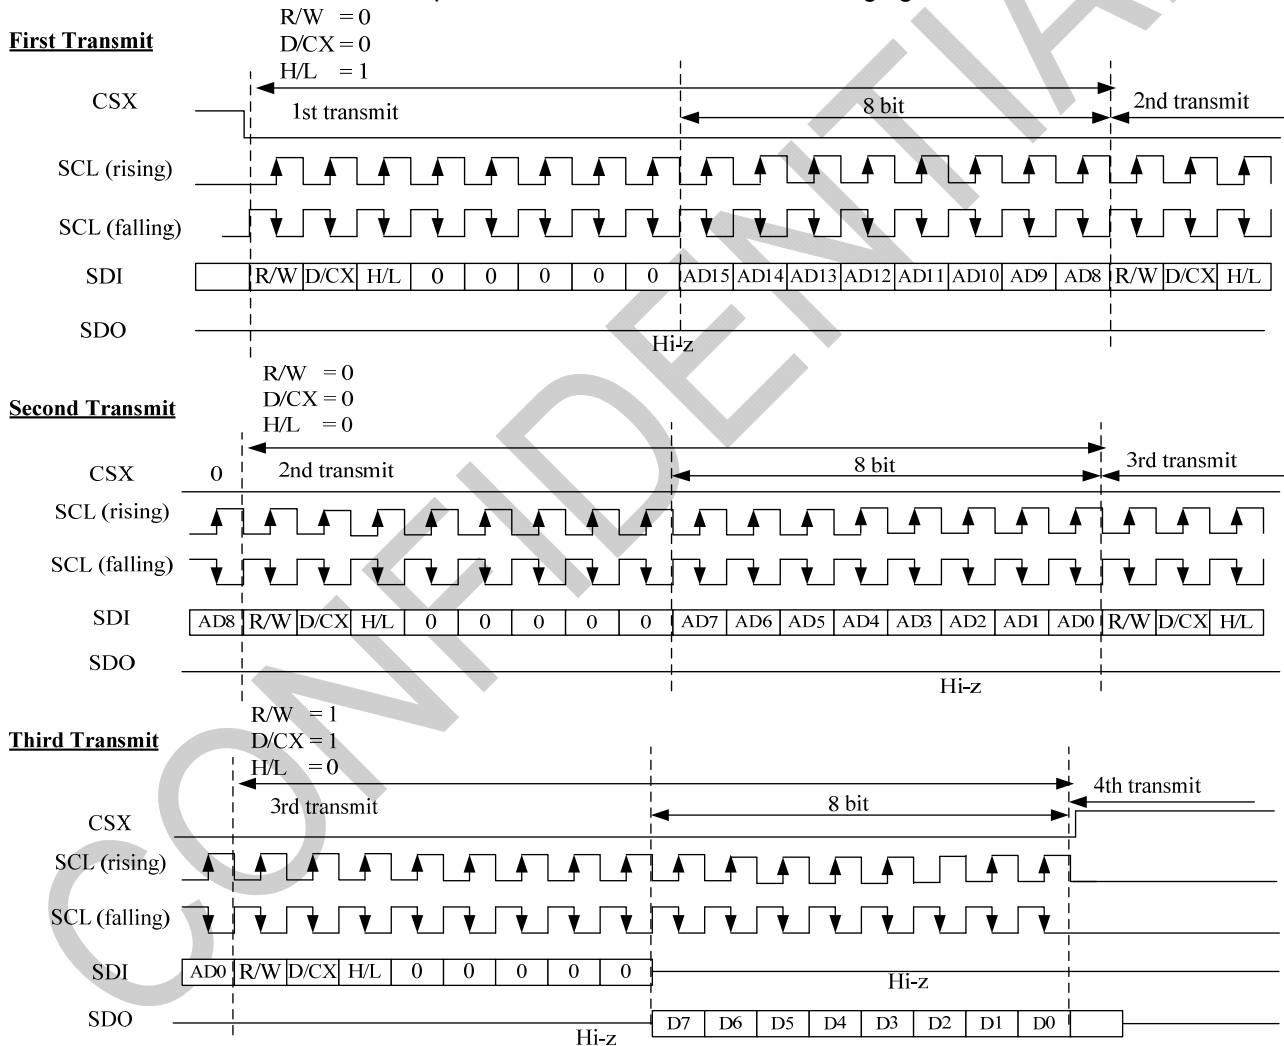 R/W = 0
First Transmit
D/CX = 0
H/L = 1
CSX
1st transmit
8 bit
2nd transmit
SCL (rising)
SCL (falling)
SDI
R/W D/CX H/L 0 0 0 0 0 AD15 AD14 AD13 AD12 AD11 AD10 AD9 AD8 R/W D/CX H/L
SDO
Hi-z
R/W = 0
D/CX = 0
Second Transmit
H/L = 0
CSX
0
2nd transmit
8 bit
3rd transmit
SCL (rising)
SCL (falling)
SDI
AD8 R/W D/CX H/L 0 0 0 0 0 AD7 AD6 AD5 AD4 AD3 AD2 AD1 AD0 R/W D/CX H/L
SDO
Hi-z
R/W = 1
Third Transmit
D/CX = 1
H/L = 0
3rd transmit
8 bit
4th transmit
CSX
SCL (rising)
SCL (falling)
SDI
AD0 R/W D/CX H/L 0 0 0 0 0
Hi-z
SDO
Hi-z
D7 D6 D5 D4 D3 D2 D1 D0
CONFIDENTIAL